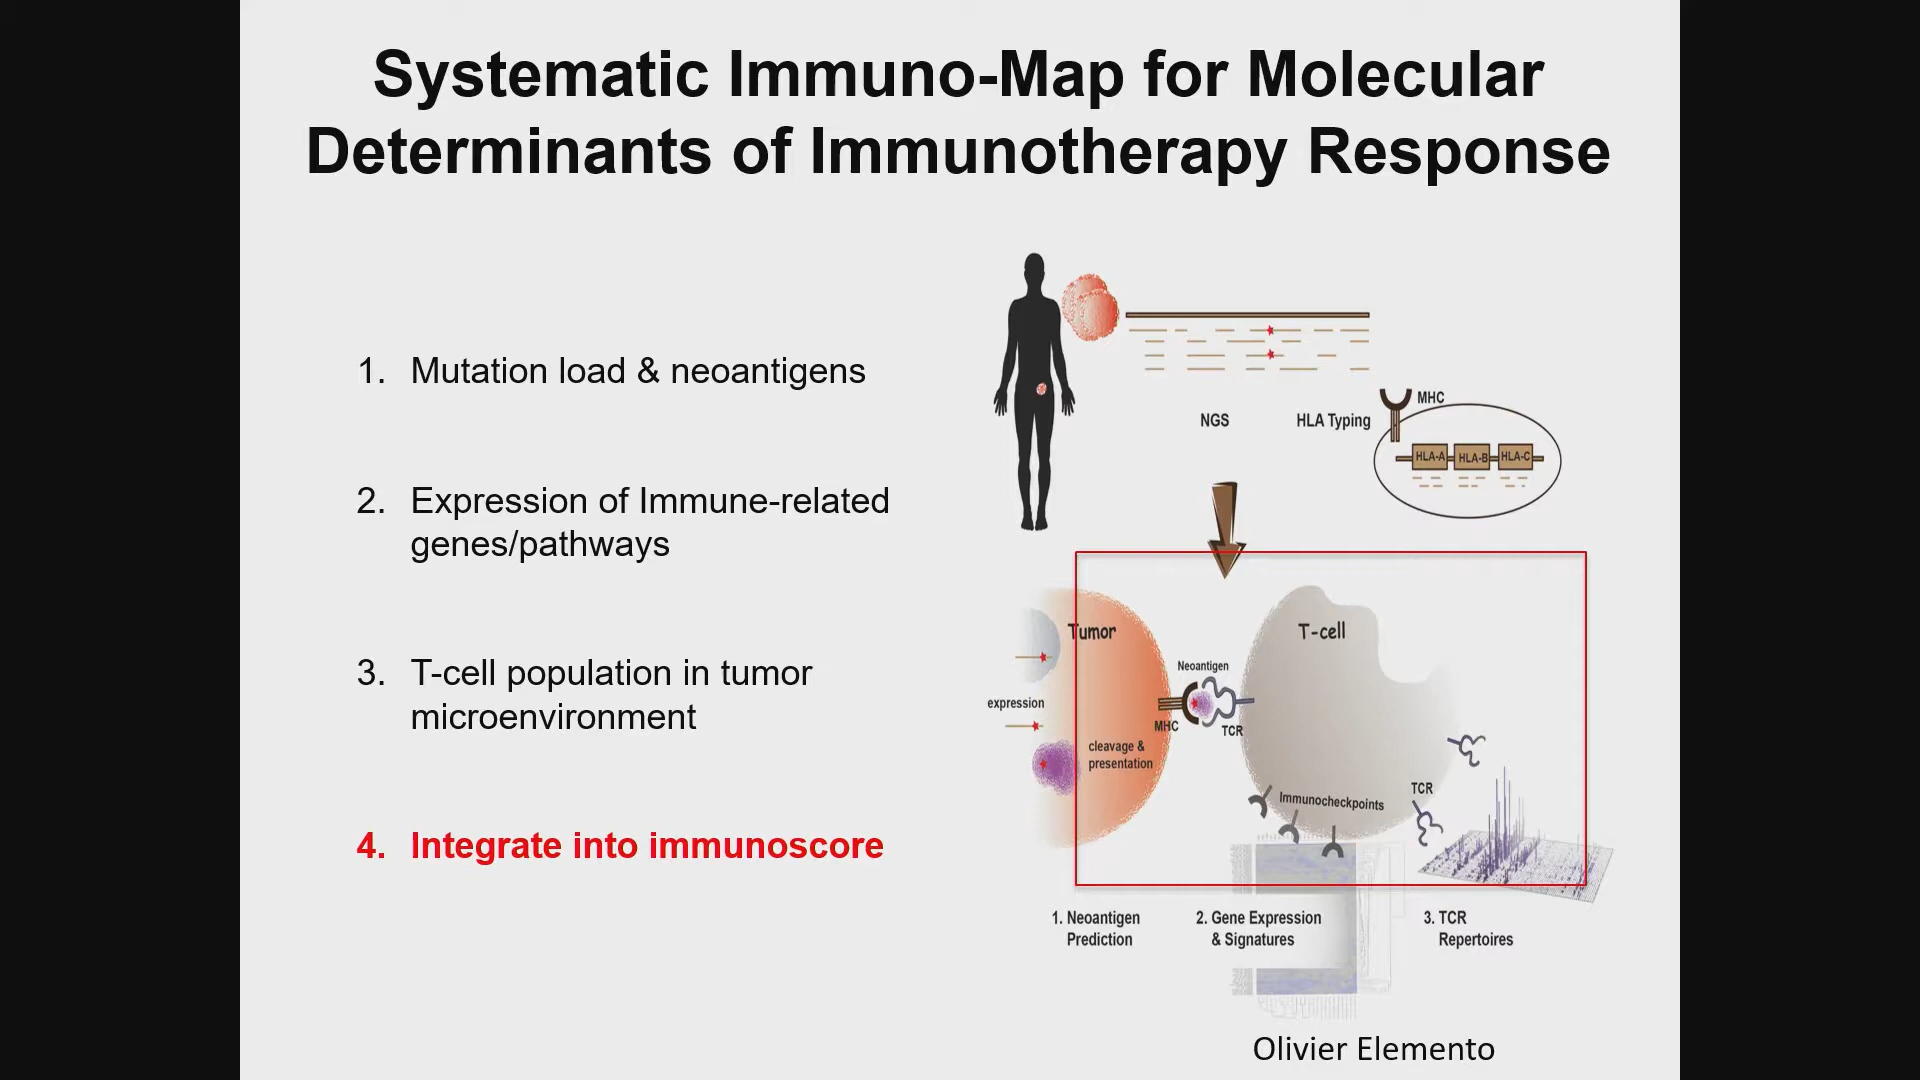 Systematic Immuno-Map for Molecular
Determinants of Immunotherapy Response
1. Mutation load & neoantigens
2. Expression of Immune-related
genes/pathways
3. T-cell population in tumor
microenvironment
4. Integrate into immunoscore
NGS
HLA Typing
MHC
HLA-A
HLA-B
HLA-C
Tumor
T-cell
Neoantigen
expression
MHC
TCR
cleavage &
presentation
Immunocheckpoints
TCR
1. Neoantigen
Prediction
2. Gene Expression
& Signatures
3. TCR
Repertoires
Olivier Elemento